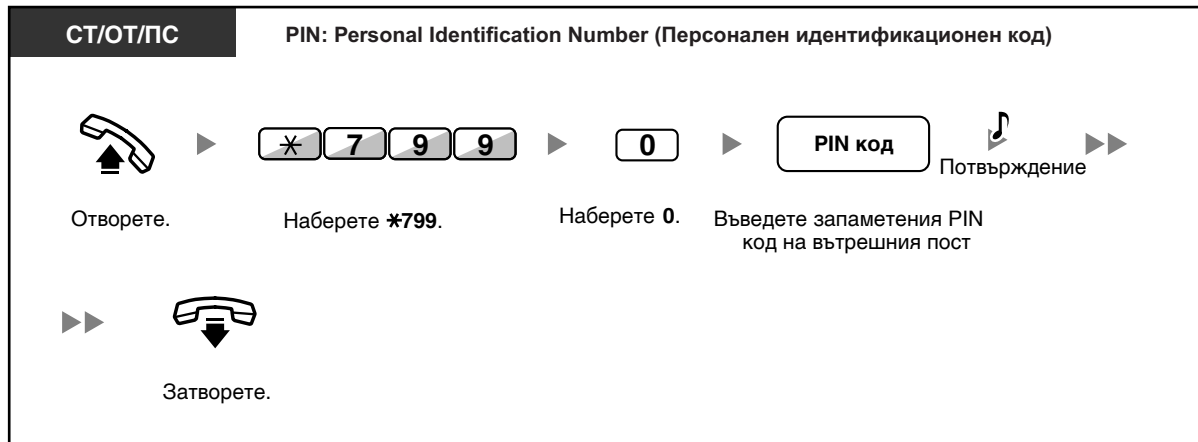 СТ/ОТ/ПС
PIN: Personal Identification Number (Персонален идентификационен код)
✳ 7 9 9
0
PIN код
Потвърждение
Отворете.
Наберете ✳799.
Наберете 0.
Въведете запаметения PIN
код на вътрешния пост
Затворете.